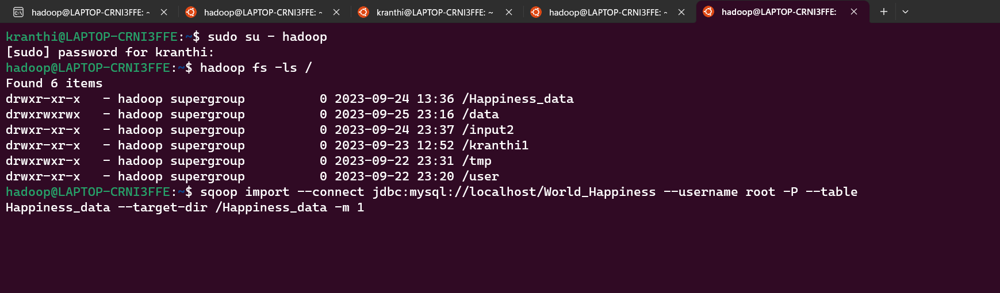 hadoop@LAPTOP-CRNI3FFE: ~ hadoop@LAPTOP-CRNI3FFE: ~ kranthi@LAPTOP-CRNI3FFE: ~ hadoop@LAPTOP-CRNI3FFE: ~ hadoop@LAPTOP-CRNI3FFE:
kranthi@LAPTOP-CRNI3FFE:~$ sudo su - hadoop
[sudo] password for kranthi:
hadoop@LAPTOP-CRNI3FFE:~$ hadoop fs -ls /
Found 6 items
drwxr-xr-x   - hadoop supergroup          0 2023-09-24 13:36 /Happiness_data
drwxrwxrwx   - hadoop supergroup          0 2023-09-25 23:16 /data
drwxr-xr-x   - hadoop supergroup          0 2023-09-24 23:37 /input2
drwxr-xr-x   - hadoop supergroup          0 2023-09-23 12:52 /kranthi1
drwxrwxr-x   - hadoop supergroup          0 2023-09-22 23:31 /tmp
drwxr-xr-x   - hadoop supergroup          0 2023-09-22 23:20 /user
hadoop@LAPTOP-CRNI3FFE:~$ sqoop import --connect jdbc:mysql://localhost/World_Happiness --username root -P --table
Happiness_data --target-dir /Happiness_data -m 1